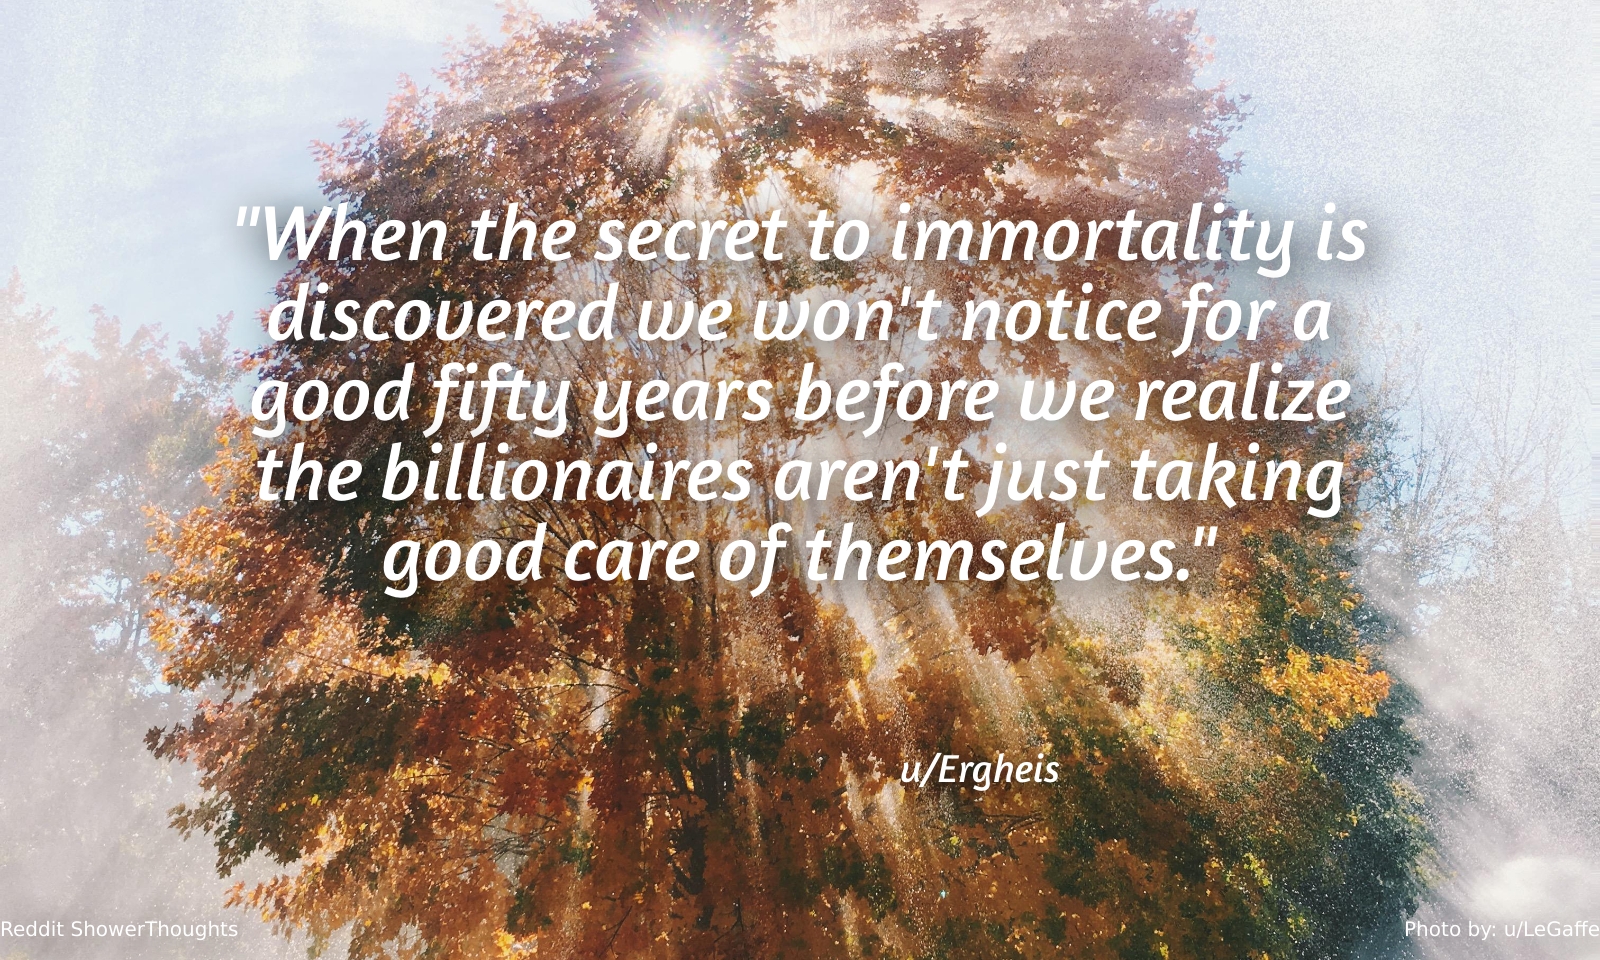 "When the secret to immortality is
discovered we won't notice for a
good fifty years before we realize
the billionaires aren't just taking
good care of themselves."
u/Ergheis
Reddit ShowerThoughts
Photo by: u/LeGaffe